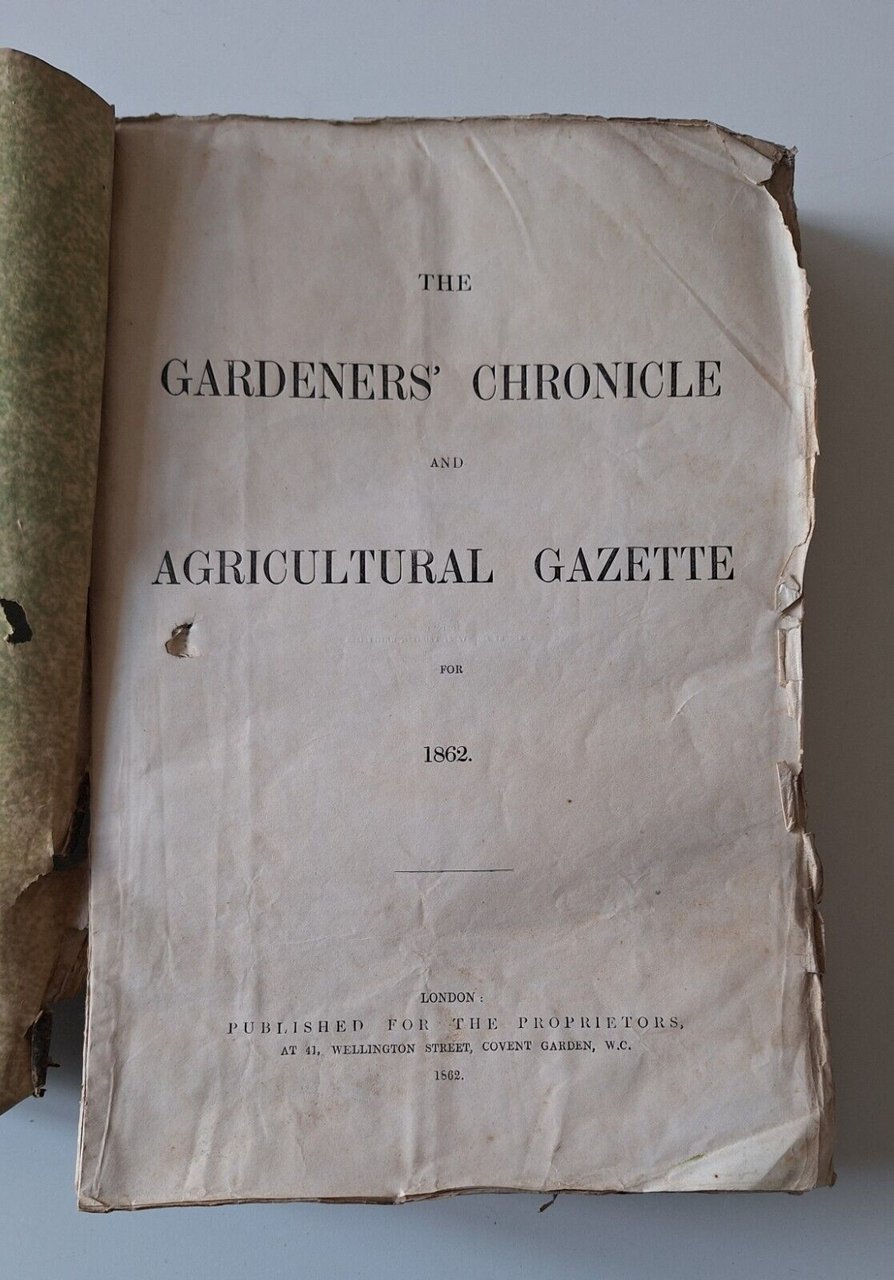 THE
GARDENERS' CHRONICLE
AND
AGRICULTURAL GAZETTE
FOR
1862.
LONDON:
PUBLISHED FOR THE PROPRIETORS,
AT 41, WELLINGTON STREET, COVENT GARDEN, W.C.
1862.